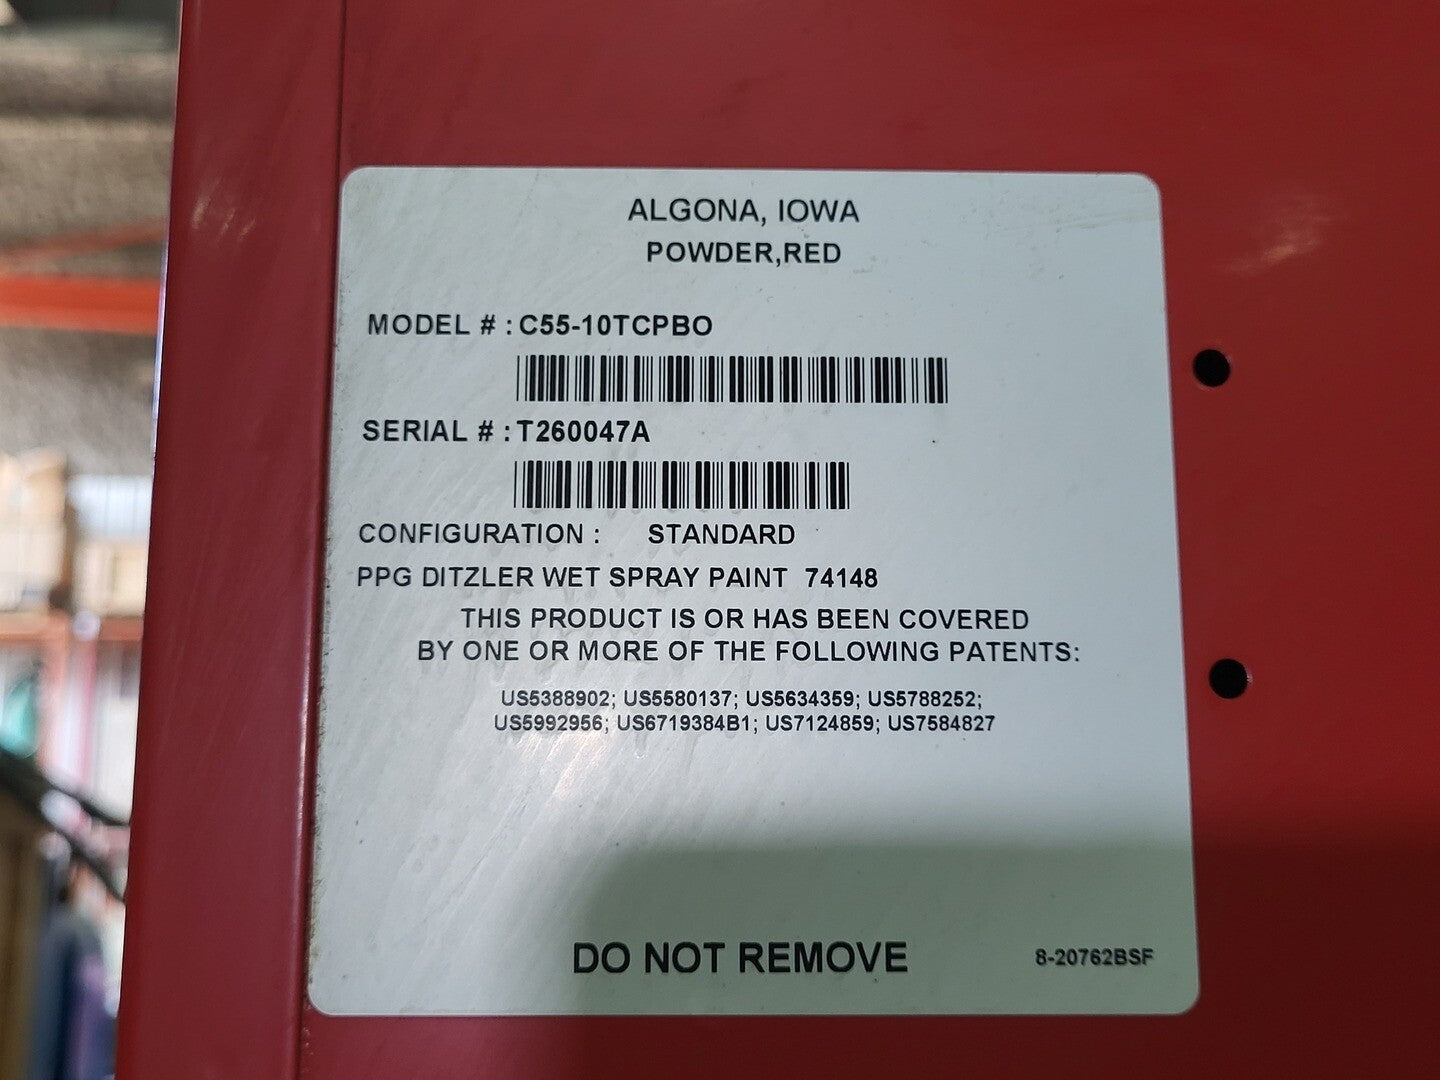 ALGONA, IOWA
POWDER,RED
MODEL # : C55-10TCPBO
SERIAL # : T260047A
CONFIGURATION : STANDARD
PPG DITZLER WET SPRAY PAINT 74148
THIS PRODUCT IS OR HAS BEEN COVERED
BY ONE OR MORE OF THE FOLLOWING PATENTS:
US5388902; US5580137; US5634359; US5788252;
US5992956; US6719384B1; US7124859; US7584827
DO NOT REMOVE
8-20762BSF